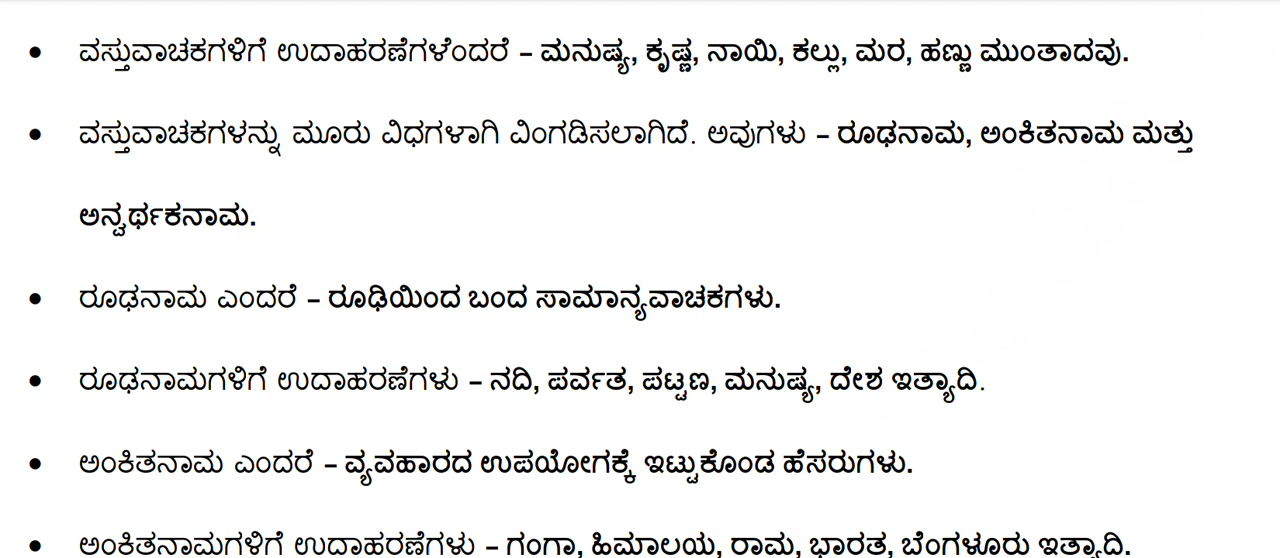 • ವಸ್ತುವಾಚಕಗಳಿಗೆ ಉದಾಹರಣೆಗಳೆಂದರೆ – ಮನುಷ್ಯ, ಕೃಷ್ಣ, ನಾಯಿ, ಕಲ್ಲು, ಮರ, ಹಣ್ಣು ಮುಂತಾದವು.
• ವಸ್ತುವಾಚಕಗಳನ್ನು ಮೂರು ವಿಧಗಳಾಗಿ ವಿಂಗಡಿಸಲಾಗಿದೆ. ಅವುಗಳು – ರೂಢನಾಮ, ಅಂಕಿತನಾಮ ಮತ್ತು
ಅನ್ವರ್ಥಕನಾಮ.
• ರೂಢನಾಮ ಎಂದರೆ – ರೂಢಿಯಿಂದ ಬಂದ ಸಾಮಾನ್ಯವಾಚಕಗಳು.
• ರೂಢನಾಮಗಳಿಗೆ ಉದಾಹರಣೆಗಳು – ನದಿ, ಪರ್ವತ, ಪಟ್ಟಣ, ಮನುಷ್ಯ, ದೇಶ ಇತ್ಯಾದಿ.
• ಅಂಕಿತನಾಮ ಎಂದರೆ – ವ್ಯವಹಾರದ ಉಪಯೋಗಕ್ಕೆ ಇಟ್ಟುಕೊಂಡ ಹೆಸರುಗಳು.
• ಅಂಕಿತನಾಮಗಳಿಗೆ ಉದಾಹರಣೆಗಳು – ಗಂಗಾ, ಹಿಮಾಲಯ, ರಾಮ, ಭಾರತ, ಬೆಂಗಳೂರು ಇತ್ಯಾದಿ.